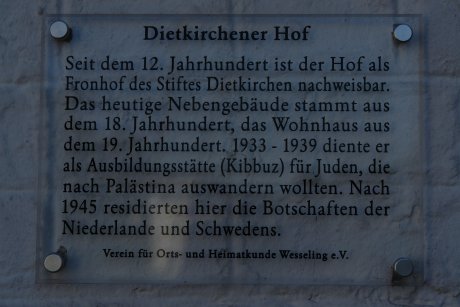 Dietkirchener Hof
Seit dem 12. Jahrhundert ist der Hof als
Fronhof des Stiftes Dietkirchen nachweisbar.
Das heutige Nebengebäude stammt aus
dem 18. Jahrhundert, das Wohnhaus aus
dem 19. Jahrhundert. 1933 - 1939 diente er
als Ausbildungsstätte (Kibbuz) für Juden, die
nach Palästina auswandern wollten. Nach
1945 residierten hier die Botschaften der
Niederlande und Schwedens.
Verein für Orts- und Heimatkunde Wesseling e.V.